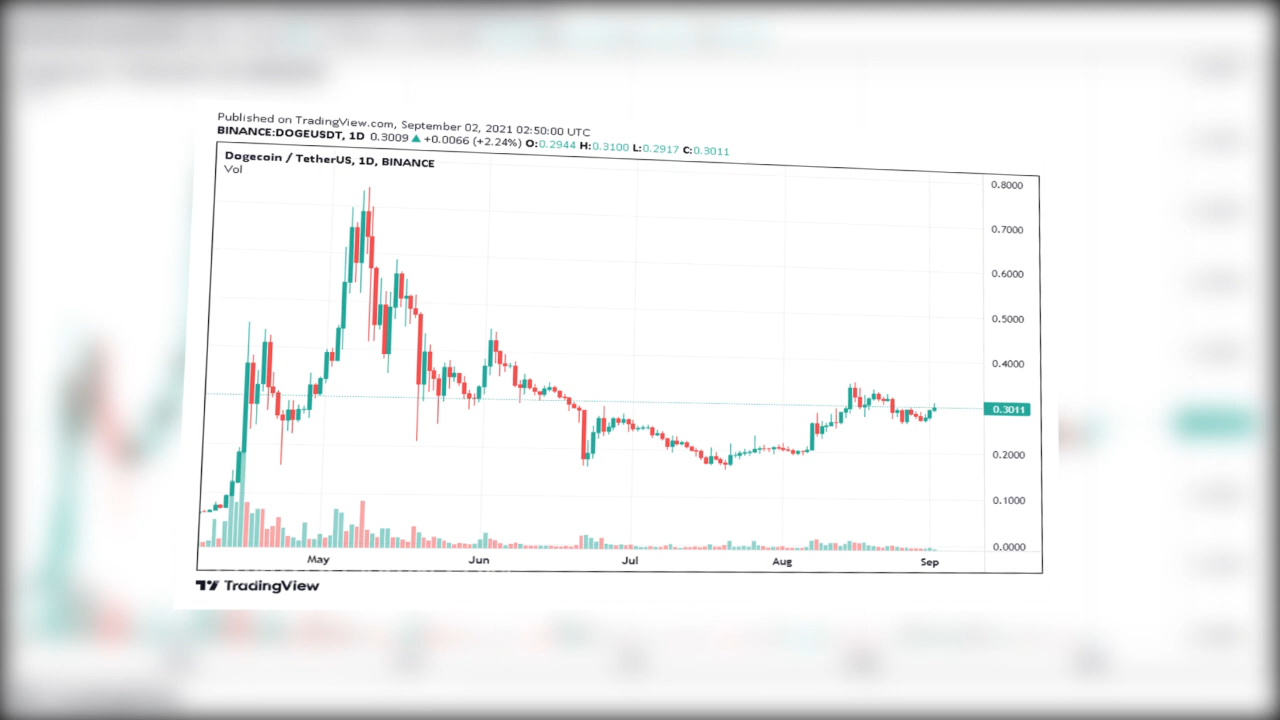 Published on TradingView.com, September 02, 2021 02:50:00 UTC
BINANCE:DOGEUSDT, 1D 0.3009 ▲ +0.0066 (+2.24%) O:0.2944 H:0.3100 L:0.2917 C:0.3011
Dogecoin / TetherUS, 1D, BINANCE
Vol
0.8000
0.7000
0.6000
0.5000
0.4000
0.3011
0.2000
0.1000
0.0000
May Jun Jul Aug Sep
TradingView